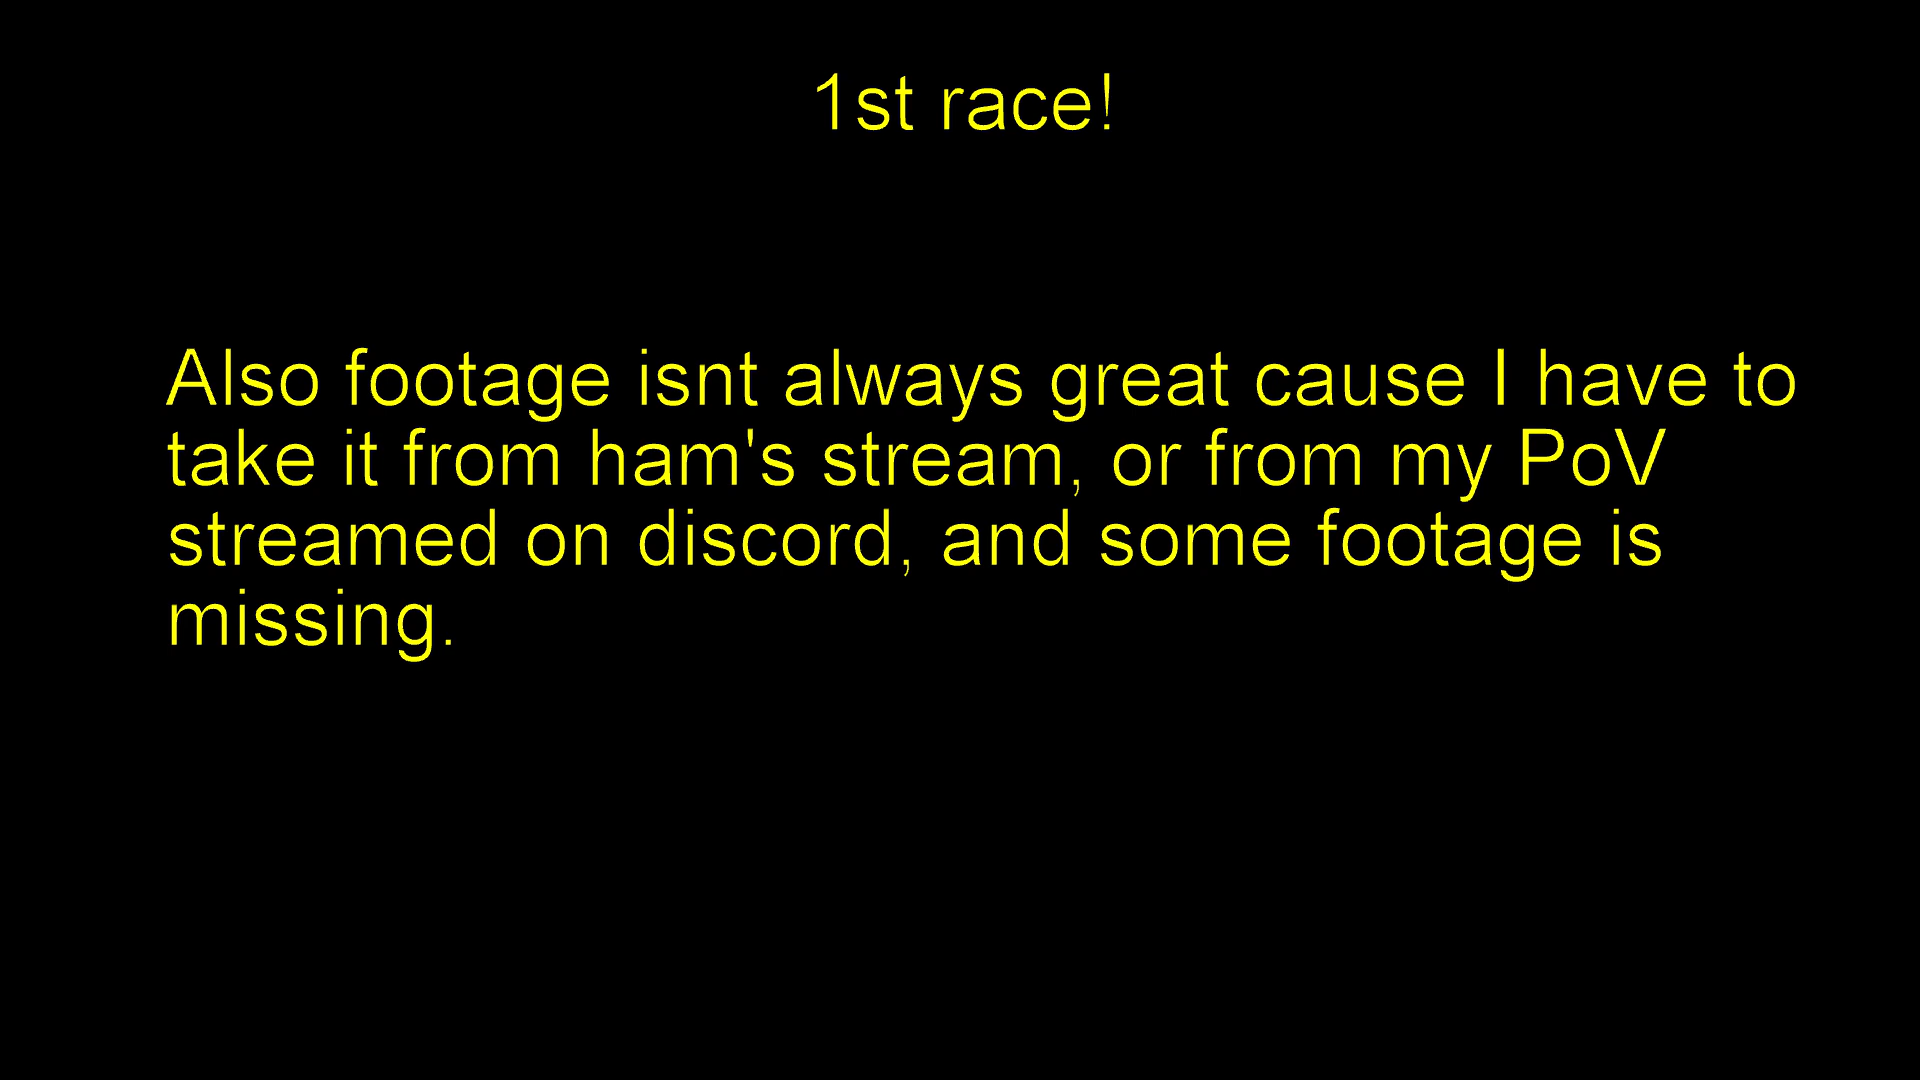 1st race!
Also footage isnt always great cause I have to
take it from ham's stream, or from my PoV
streamed on discord, and some footage is
missing.